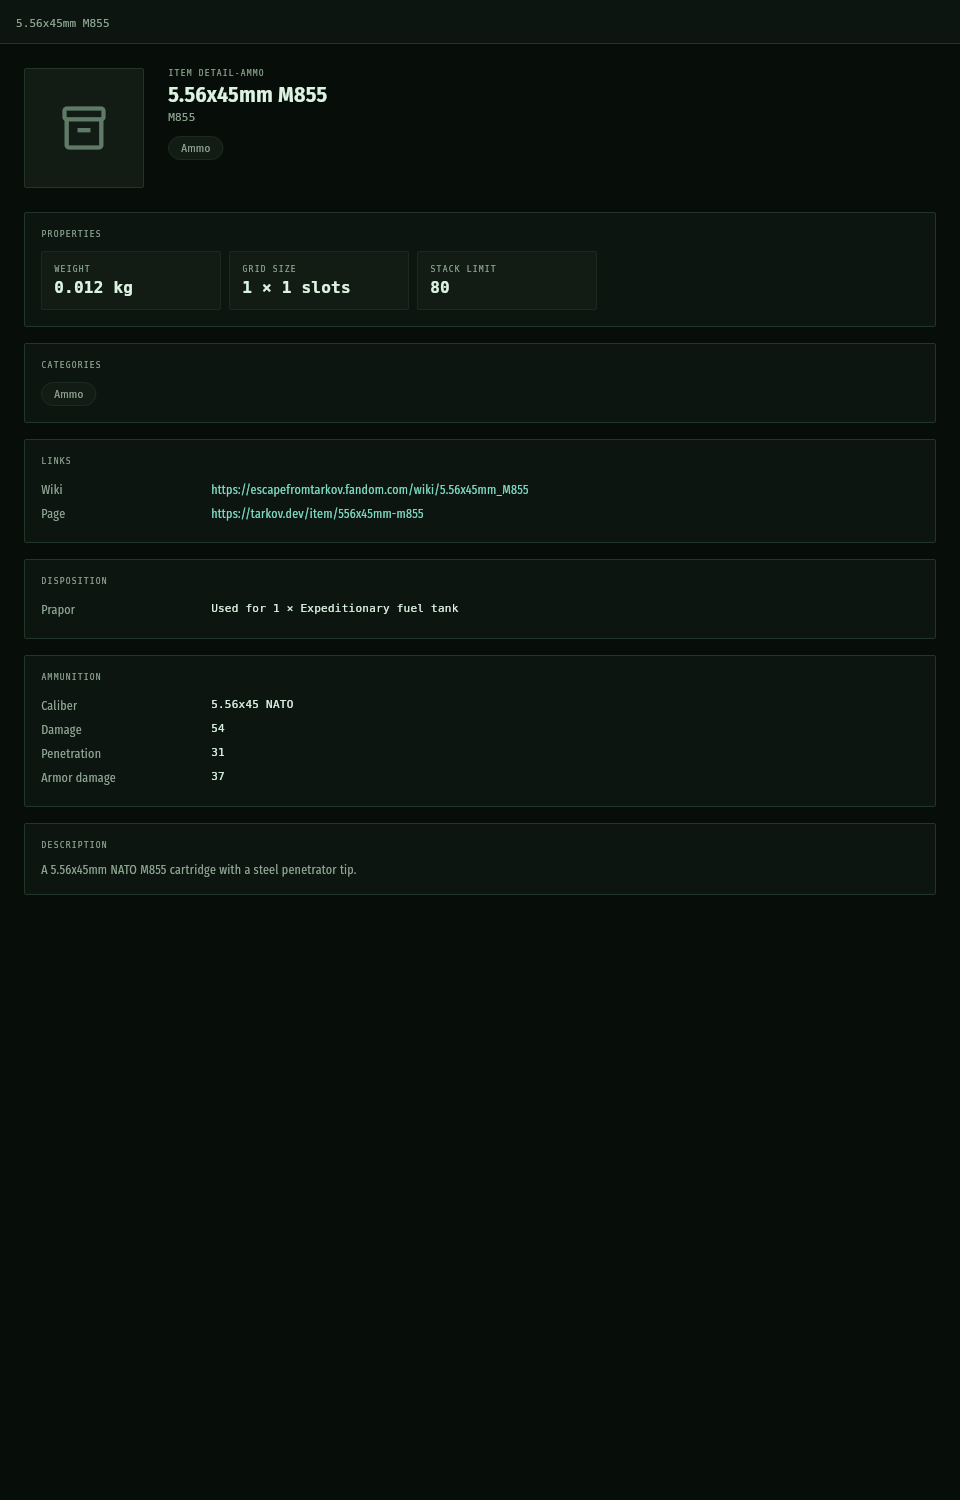 5.56x45mm M855
ITEM DETAIL-AMMO
5.56x45mm M855
M855
Ammo
PROPERTIES
WEIGHT
0.012 kg
GRID SIZE
1 × 1 slots
STACK LIMIT
80
CATEGORIES
Ammo
LINKS
Wiki https://escapefromtarkov.fandom.com/wiki/5.56x45mm_M855
Page https://tarkov.dev/item/556x45mm-m855
DISPOSITION
Prapor Used for 1 × Expeditionary fuel tank
AMMUNITION
Caliber 5.56x45 NATO
Damage 54
Penetration 31
Armor damage 37
DESCRIPTION
A 5.56x45mm NATO M855 cartridge with a steel penetrator tip.